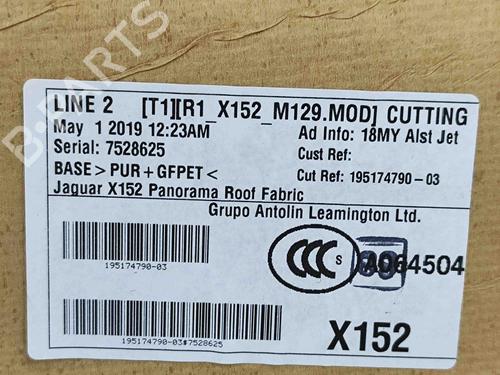 B-PARTS
LINE 2 [T1][R1_X152_M129.MOD] CUTTING
May 1 2019 12:23AM Ad Info: 18MY Alst Jet
Serial: 7528625 Cust Ref:
BASE > PUR + GFPET < Cut Ref: 195174790-03
Jaguar X152 Panorama Roof Fabric
Grupo Antolin Leamington Ltd.
195174790-03
CCC S A064504
195174790-03#7528625
X152